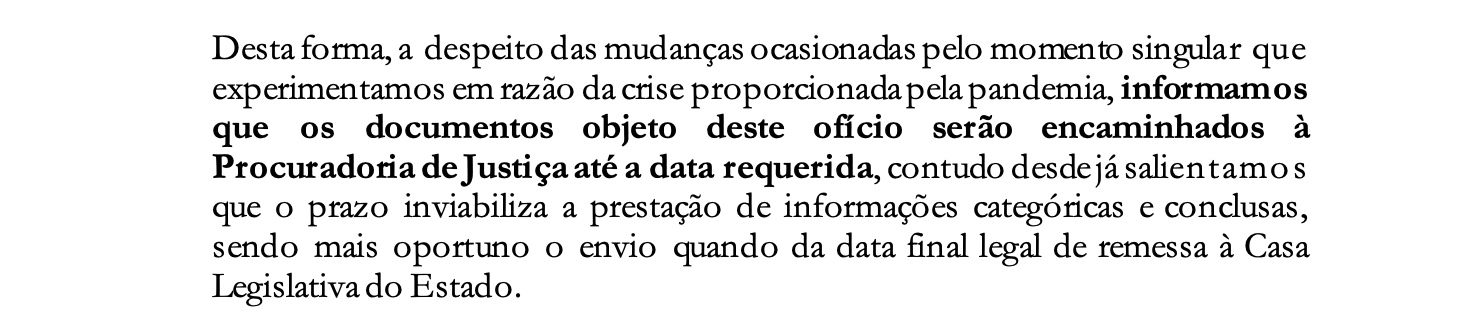 Desta forma, a despeito das mudanças ocasionadas pelo momento singular que
experimentamos em razão da crise proporcionada pela pandemia, informamos
que os documentos objeto deste ofício serão encaminhados à
Procuradoria de Justiça até a data requerida, contudo desde já salientamos
que o prazo inviabiliza a prestação de informações categóricas e conclusas,
sendo mais oportuno o envio quando da data final legal de remessa à Casa
Legislativa do Estado.